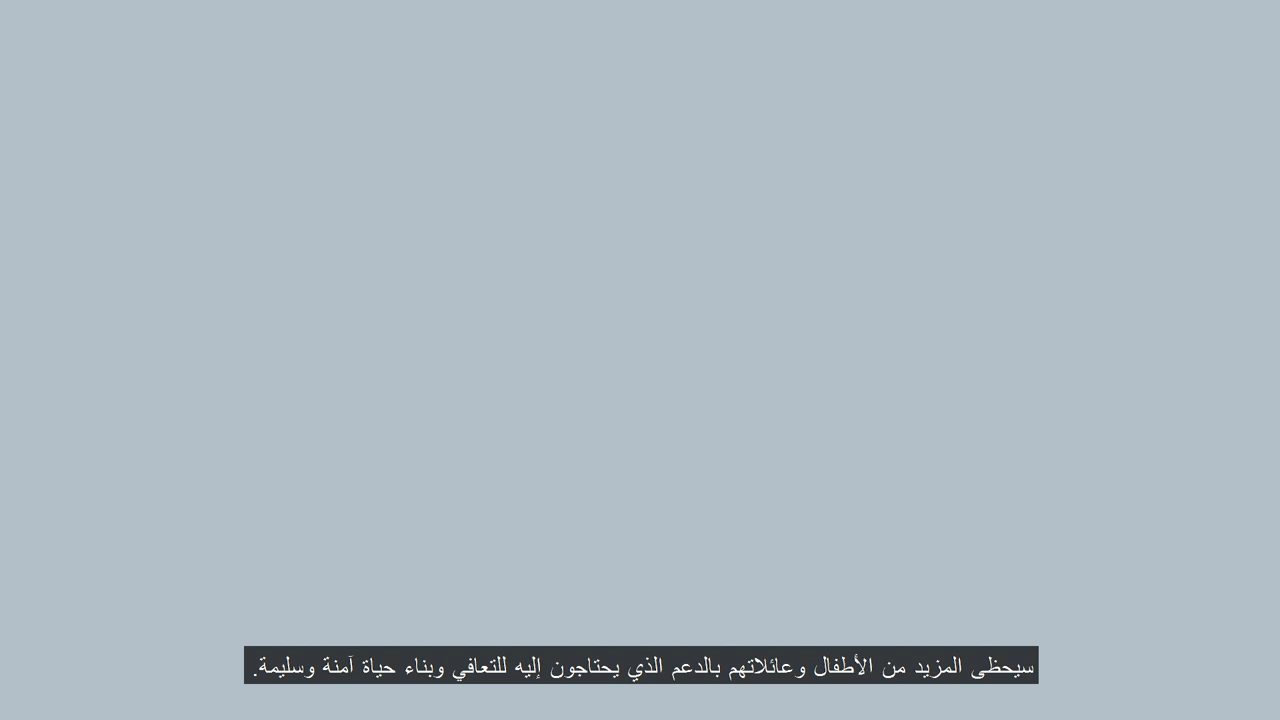 سيحظى المزيد من الأطفال وعائلاتهم بالدعم الذي يحتاجون إليه للتعافي وبناء حياة آمنة وسليمة.